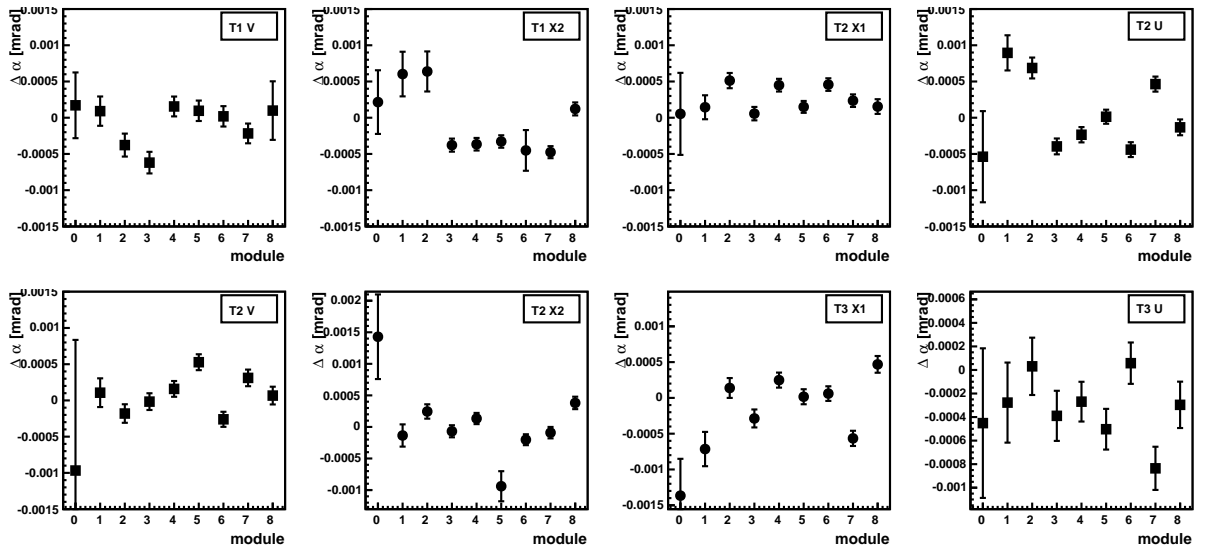 Δ α [mrad]
0.0015
0.001
0.0005
0
-0.0005
-0.001
-0.0015
T1 V
0 1 2 3 4 5 6 7 8
module
Δ α [mrad]
0.0015
0.001
0.0005
0
-0.0005
-0.001
-0.0015
T1 X2
0 1 2 3 4 5 6 7 8
module
Δ α [mrad]
0.0015
0.001
0.0005
0
-0.0005
-0.001
-0.0015
T2 X1
0 1 2 3 4 5 6 7 8
module
Δ α [mrad]
0.0015
0.001
0.0005
0
-0.0005
-0.001
-0.0015
T2 U
0 1 2 3 4 5 6 7 8
module
Δ α [mrad]
0.0015
0.001
0.0005
0
-0.0005
-0.001
-0.0015
T2 V
0 1 2 3 4 5 6 7 8
module
Δ α [mrad]
0.002
0.0015
0.001
0.0005
0
-0.0005
-0.001
T2 X2
0 1 2 3 4 5 6 7 8
module
Δ α [mrad]
0.001
0.0005
0
-0.0005
-0.001
-0.0015
T3 X1
0 1 2 3 4 5 6 7 8
module
Δ α [mrad]
0.0006
0.0004
0.0002
0
-0.0002
-0.0004
-0.0006
-0.0008
-0.001
T3 U
0 1 2 3 4 5 6 7 8
module